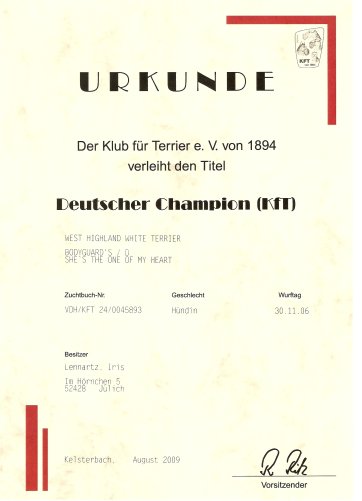 KFT
URKUNDE
Der Klub für Terrier e. V. von 1894
verleiht den Titel
Deutscher Champion (KfT)
WEST HIGHLAND WHITE TERRIER
BODYGUARD'S / D
SHE'S THE ONE OF MY HEART
Zuchtbuch-Nr. Geschlecht Wurftag
VDH/KFT 24/0045893 Hündin 30.11.06
Besitzer
Lennartz, Iris
Im Hörnchen 5
52428 Jülich
Kelsterbach, August 2009
Vorsitzender